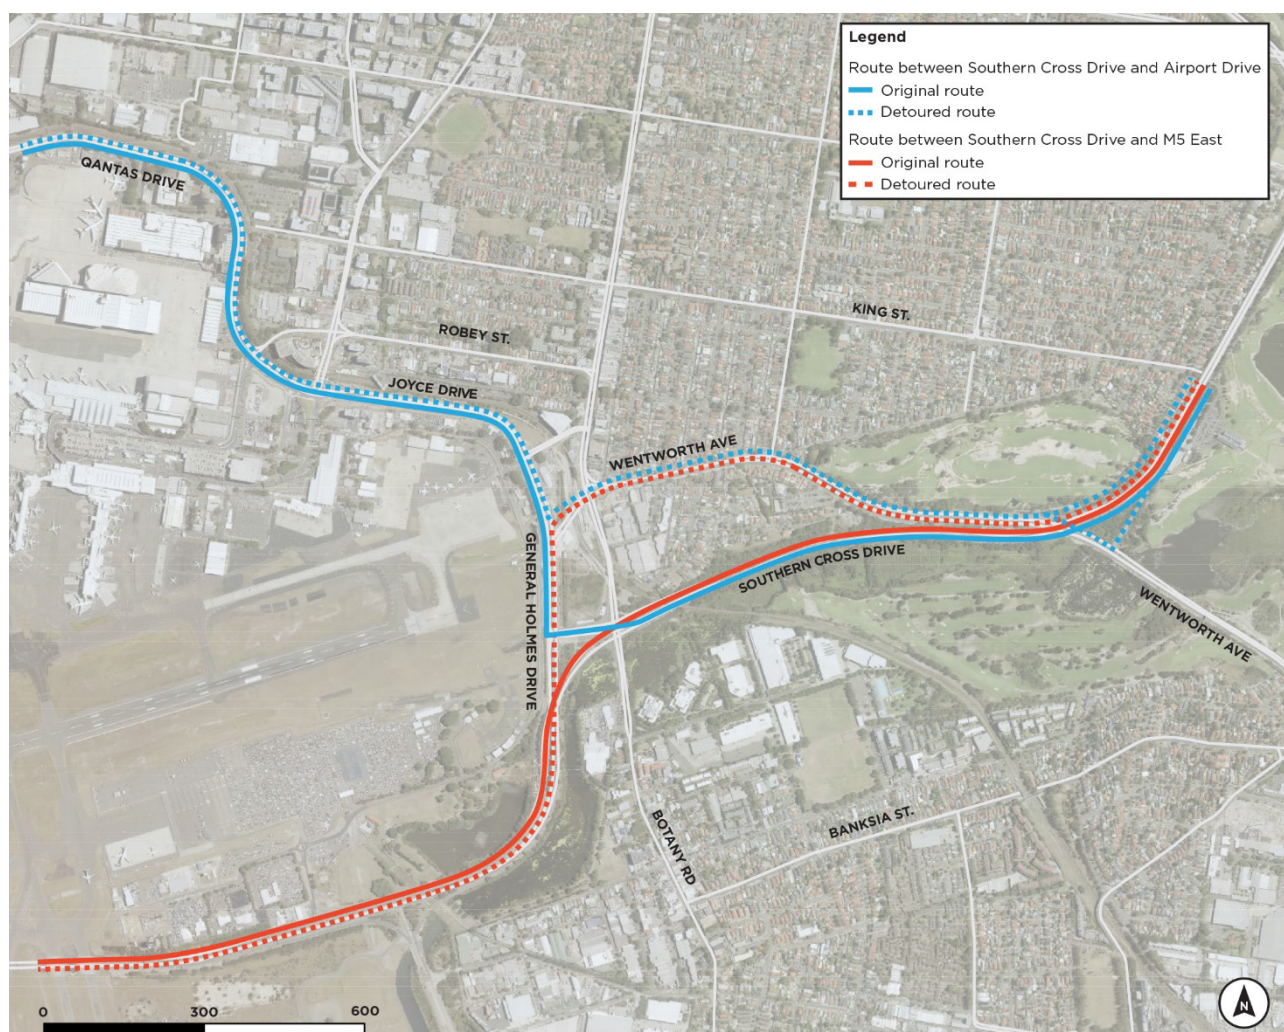 Legend
Route between Southern Cross Drive and Airport Drive
Original route
Detoured route
Route between Southern Cross Drive and M5 East
Original route
Detoured route
QANTAS DRIVE
KING ST.
ROBEY ST.
JOYCE DRIVE
WENTWORTH AVE
GENERAL HOLMES DRIVE
SOUTHERN CROSS DRIVE
WENTWORTH AVE
BOTANY RD
BANKSIA ST.
0 300 600
N